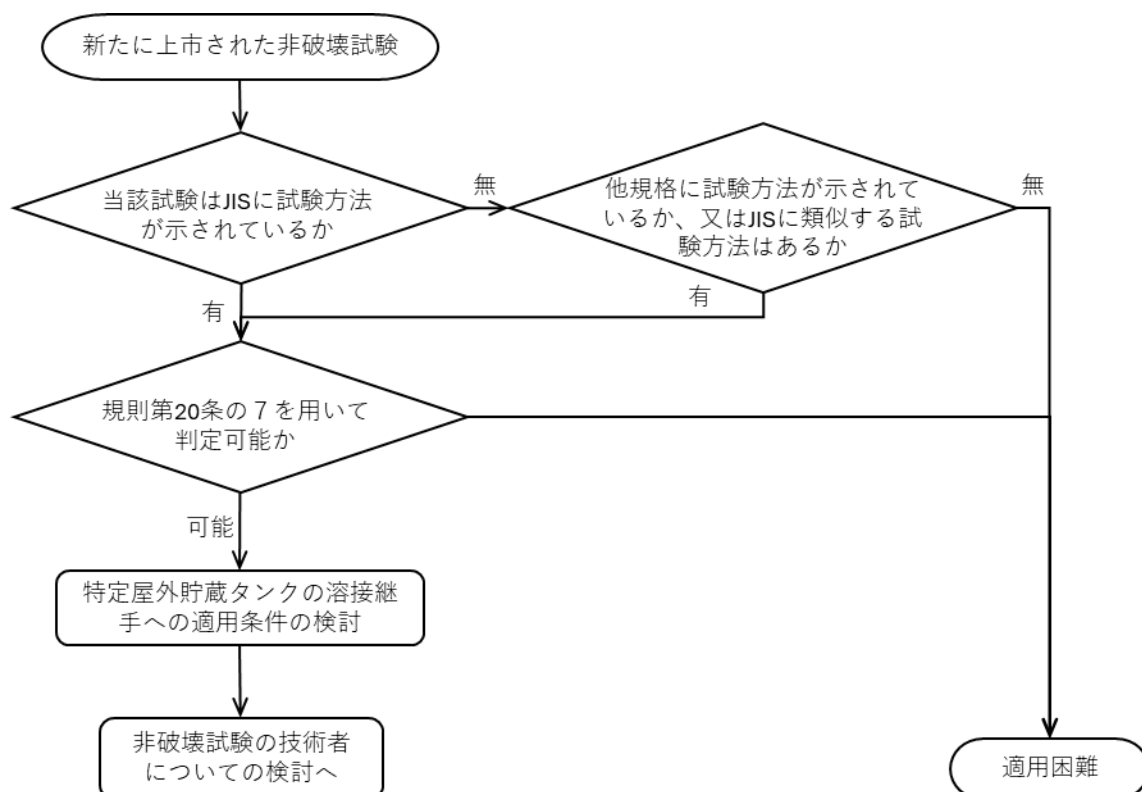 新たに上市された非破壊試験
当該試験はJISに試験方法
が示されているか
無
他規格に試験方法が示されて
いるか、又はJISに類似する試
験方法はあるか
無
有
有
規則第20条の７を用いて
判定可能か
可能
特定屋外貯蔵タンクの溶接継
手への適用条件の検討
非破壊試験の技術者
についての検討へ
適用困難